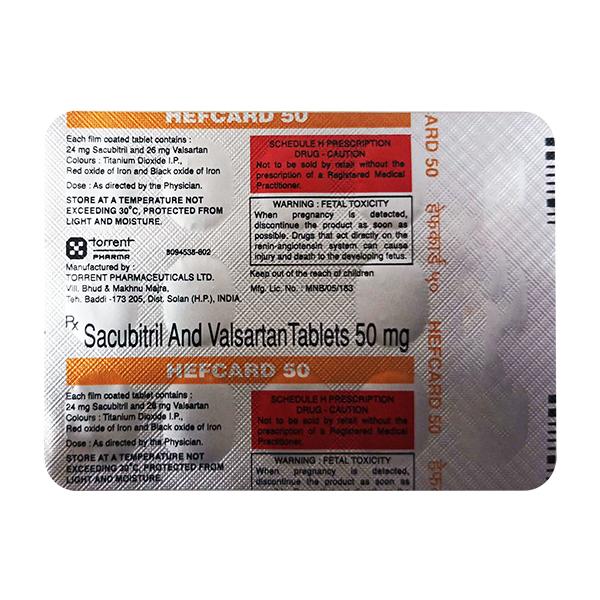 HEFCARD 50
Each film coated tablet contains :
24 mg Sacubitril and 26 mg Valsartan
Colours : Titanium Dioxide I.P.,
Red oxide of Iron and Black oxide of Iron
Dose : As directed by the Physician.
STORE AT A TEMPERATURE NOT
EXCEEDING 30°C, PROTECTED FROM
LIGHT AND MOISTURE.
torrent
PHARMA
8094538-802
Manufactured by :
TORRENT PHARMACEUTICALS LTD.
Vill. Bhud & Makhnu Majra,
Teh. Baddi -173 205, Dist. Solan (H.P.), INDIA.
SCHEDULE H PRESCRIPTION
DRUG - CAUTION
Not to be sold by retail without the
prescription of a Registered Medical
Practitioner.
WARNING : FETAL TOXICITY
When pregnancy is detected,
discontinue the product as soon as
possible. Drugs that act directly on the
renin-angiotensin system can cause
injury and death to the developing fetus.
Keep out of the reach of children
Mfg. Lic. No. : MNB/05/183
Rx Sacubitril And Valsartan Tablets 50 mg
HEFCARD 50
Each film coated tablet contains :
24 mg Sacubitril and 26 mg Valsartan
Colours : Titanium Dioxide I.P.,
Red oxide of Iron and Black oxide of Iron
Dose : As directed by the Physician.
STORE AT A TEMPERATURE NOT
EXCEEDING 30°C, PROTECTED FROM
LIGHT AND MOISTURE.
SCHEDULE H PRESCRIPTION
DRUG - CAUTION
Not to be sold by retail without the
prescription of a Registered Medical
Practitioner.
WARNING : FETAL TOXICITY
When pregnancy is detected,
discontinue the product as soon as
ARD 50
हेफकार्ड ५०
HEFCARD 50